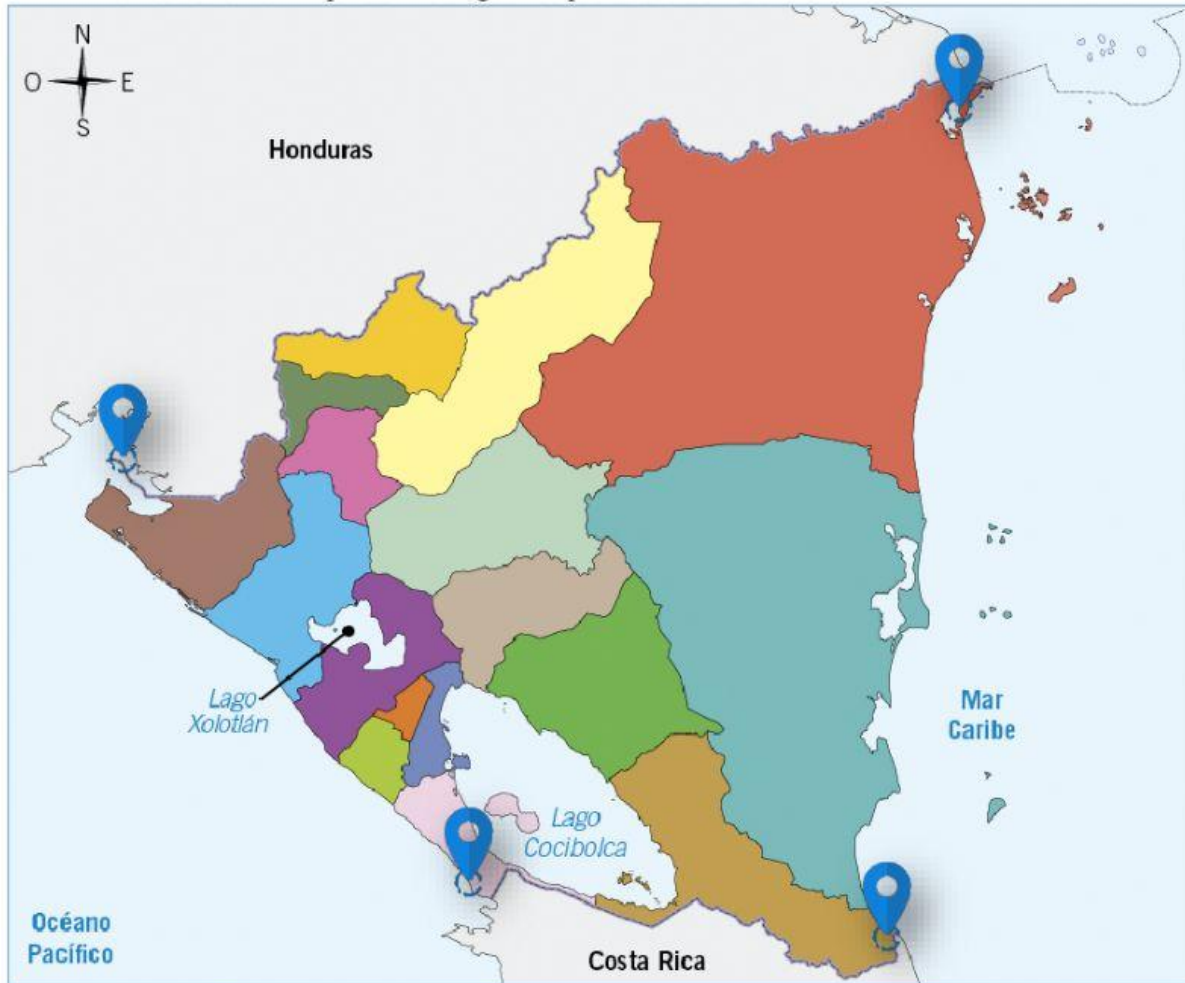 N
O E
S
Honduras
Lago
Xolotlán
Mar
Caribe
Lago
Cocibolca
Océano
Pacífico
Costa Rica